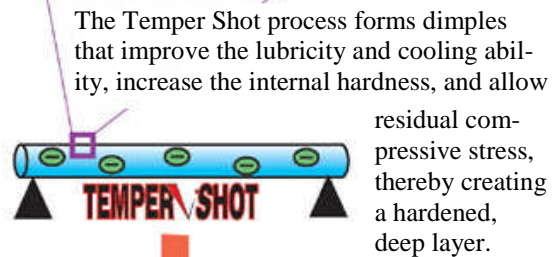 The Temper Shot process forms dimples
that improve the lubricity and cooling abil-
ity, increase the internal hardness, and allow
residual com-
pressive stress,
thereby creating
a hardened,
deep layer.
TEMPER SHOT